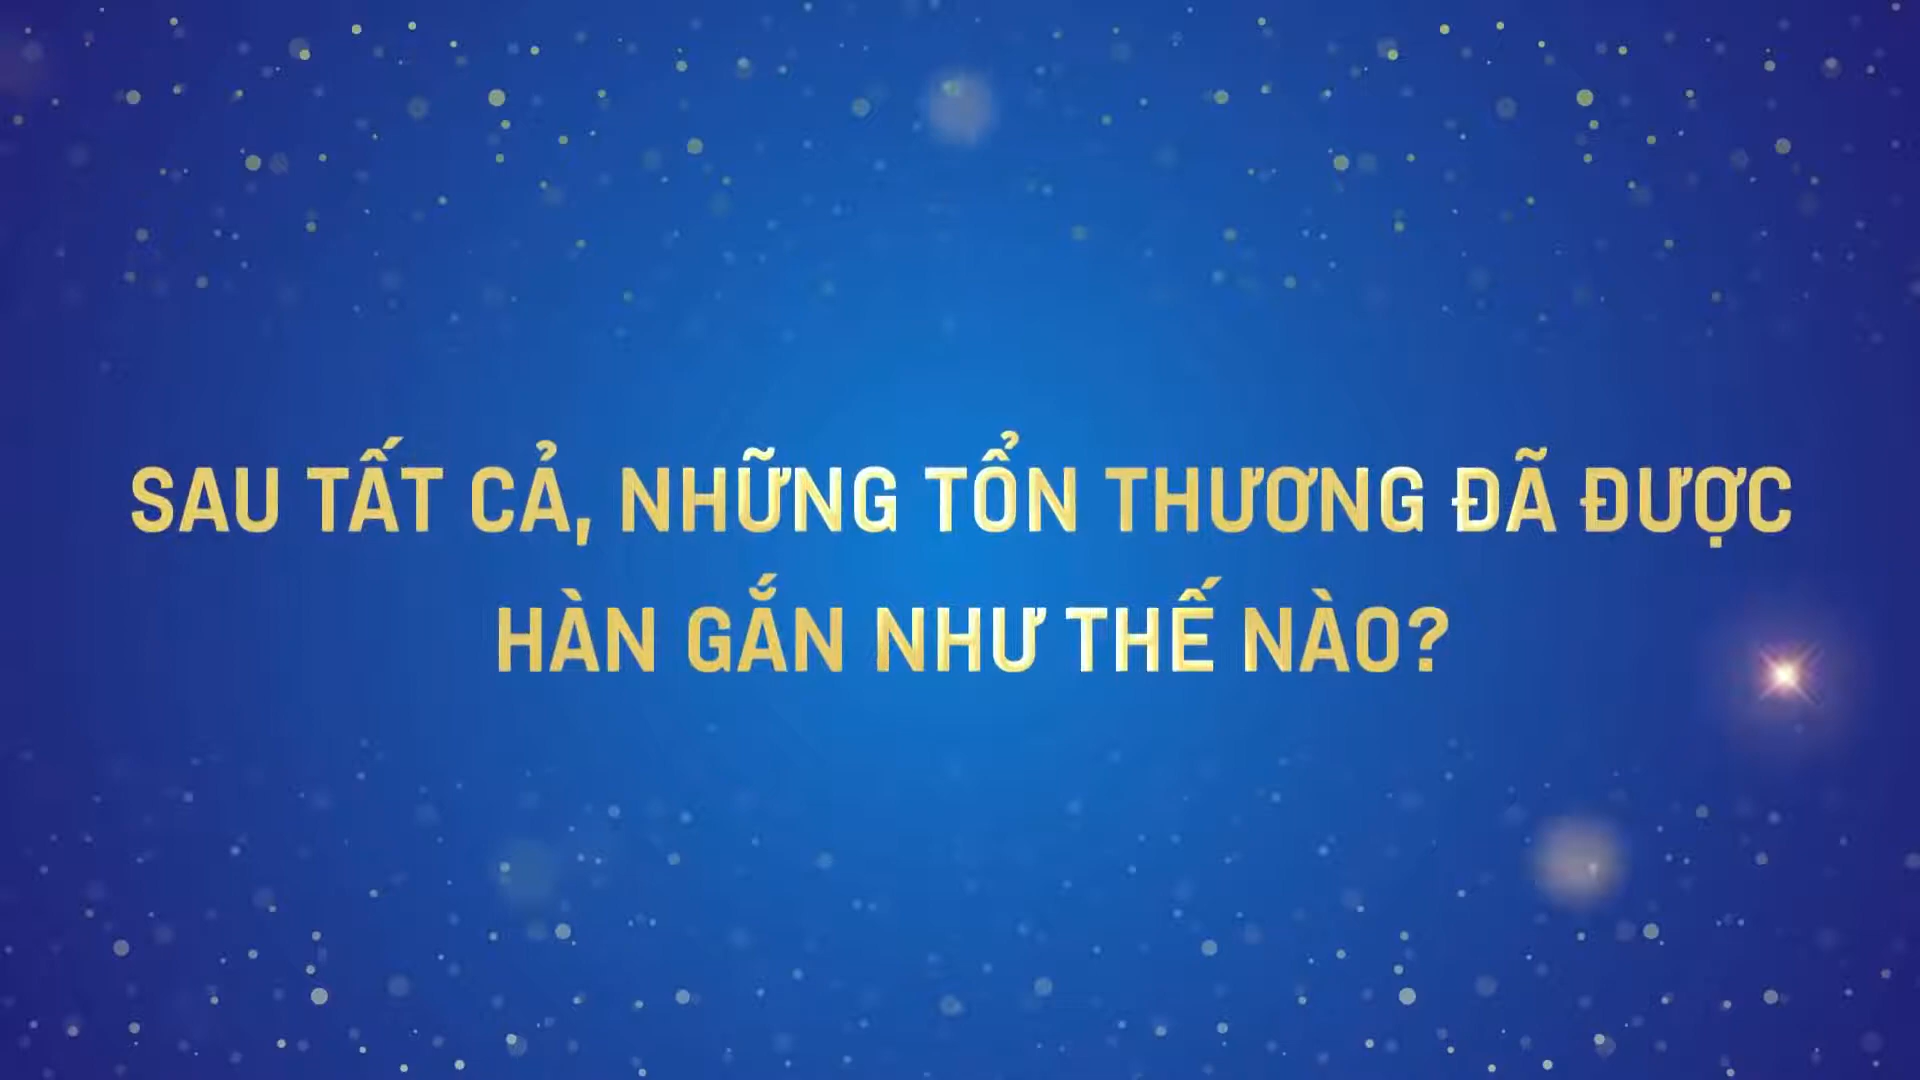 SAU TẤT CẢ, NHỮNG TỔN THƯƠNG ĐÃ ĐƯỢC
HÀN GẮN NHƯ THẾ NÀO?